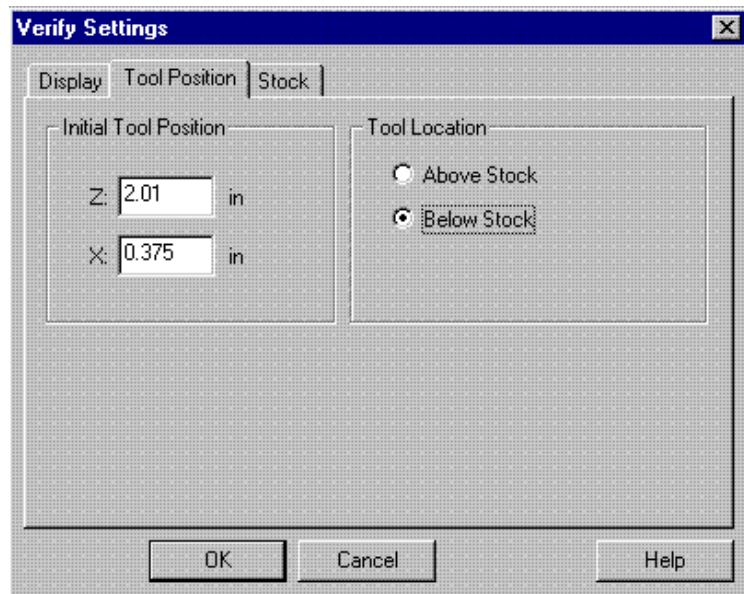 Verify Settings
Display Tool Position Stock
Initial Tool Position
Z: 2.01 in
X: 0.375 in
Tool Location
Above Stock
Below Stock
OK Cancel Help